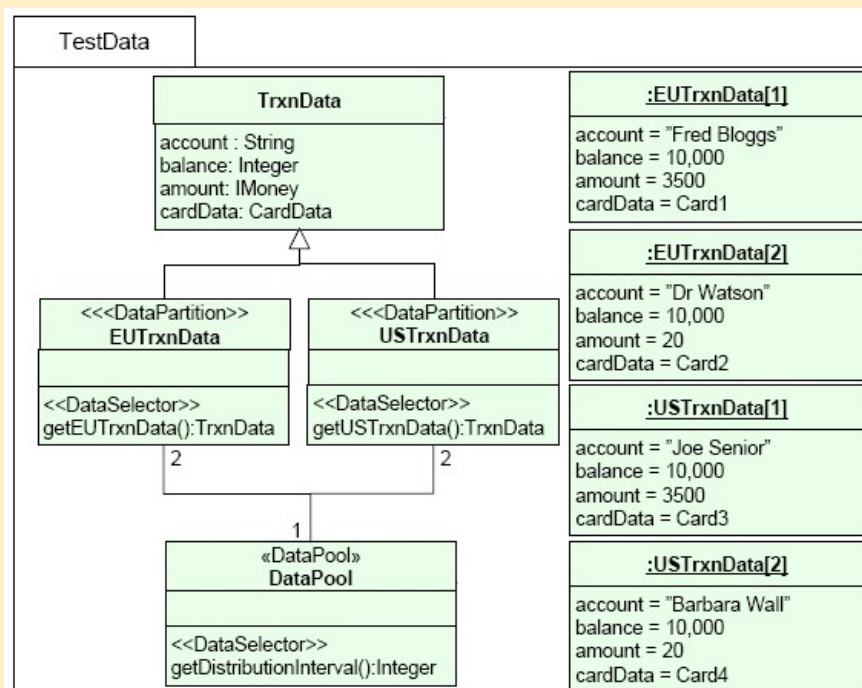 TestData
TrxnData
account : String
balance: Integer
amount: IMoney
cardData: CardData
<<<DataPartition>>
EUTrxnData
<<DataSelector>>
getEUTrxnData():TrxnData
2
<<<DataPartition>>
USTrxnData
<<DataSelector>>
getUSTrxnData():TrxnData
2
1
«DataPool»
DataPool
<<DataSelector>>
getDistributionInterval():Integer
:EUTrxnData[1]
account = "Fred Bloggs"
balance = 10,000
amount = 3500
cardData = Card1
:EUTrxnData[2]
account = "Dr Watson"
balance = 10,000
amount = 20
cardData = Card2
:USTrxnData[1]
account = "Joe Senior"
balance = 10,000
amount = 3500
cardData = Card3
:USTrxnData[2]
account = "Barbara Wall"
balance = 10,000
amount = 20
cardData = Card4